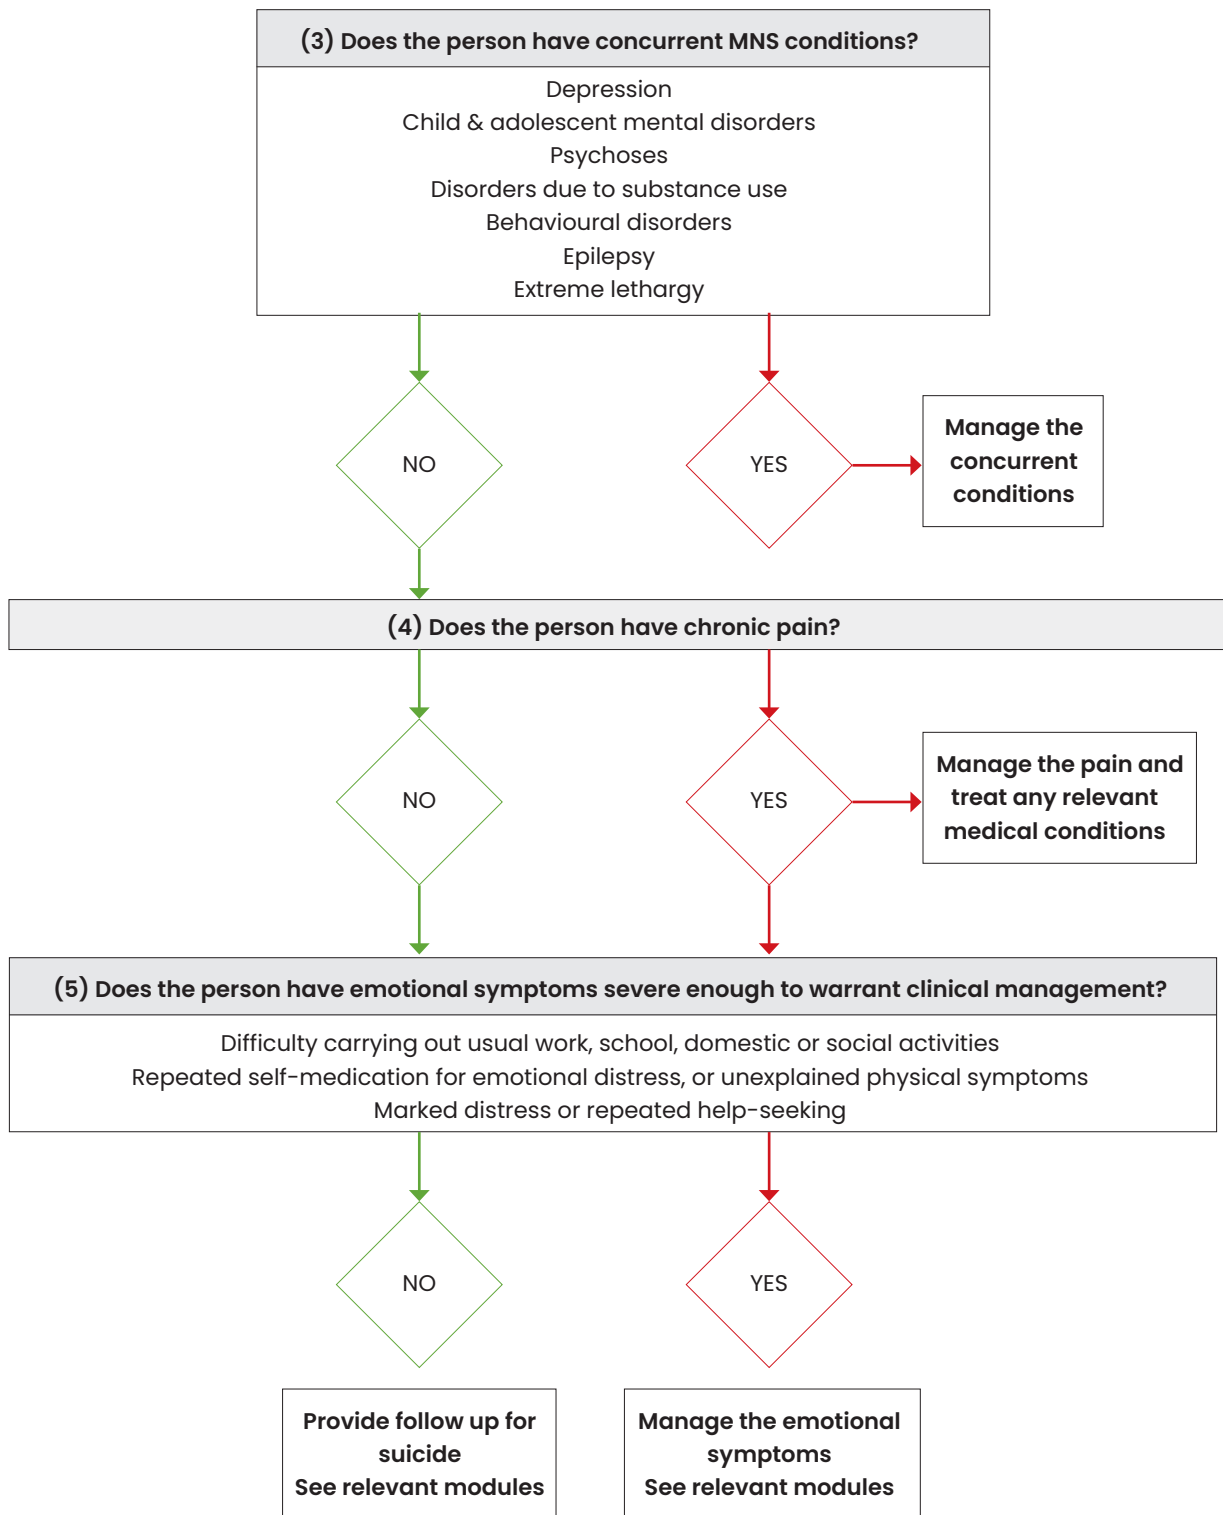 (3) Does the person have concurrent MNS conditions?
Depression
Child & adolescent mental disorders
Psychoses
Disorders due to substance use
Behavioural disorders
Epilepsy
Extreme lethargy
NO
YES
Manage the
concurrent
conditions
(4) Does the person have chronic pain?
NO
YES
Manage the pain and
treat any relevant
medical conditions
(5) Does the person have emotional symptoms severe enough to warrant clinical management?
Difficulty carrying out usual work, school, domestic or social activities
Repeated self-medication for emotional distress, or unexplained physical symptoms
Marked distress or repeated help-seeking
NO
YES
Provide follow up for
suicide
See relevant modules
Manage the emotional
symptoms
See relevant modules